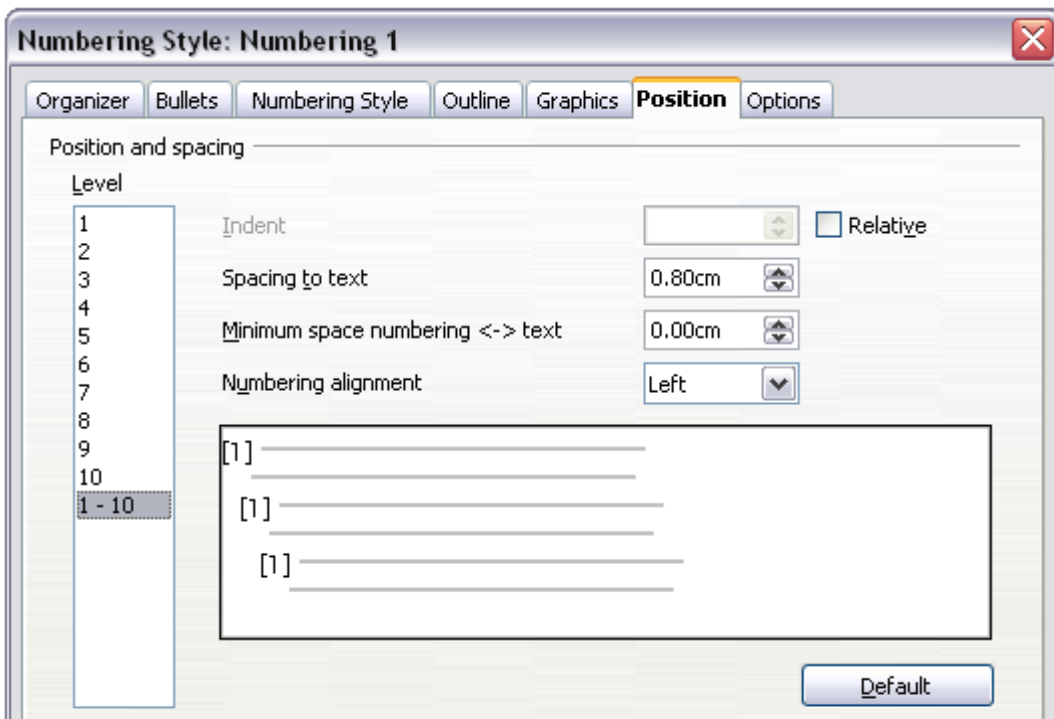 Numbering Style: Numbering 1
Organizer Bullets Numbering Style Outline Graphics Position Options
Position and spacing
Level
1
2
3
4
5
6
7
8
9
10
1 - 10
Indent Relative
Spacing to text 0.80cm
Minimum space numbering <-> text 0.00cm
Numbering alignment Left
[1]
[1]
[1]
Default